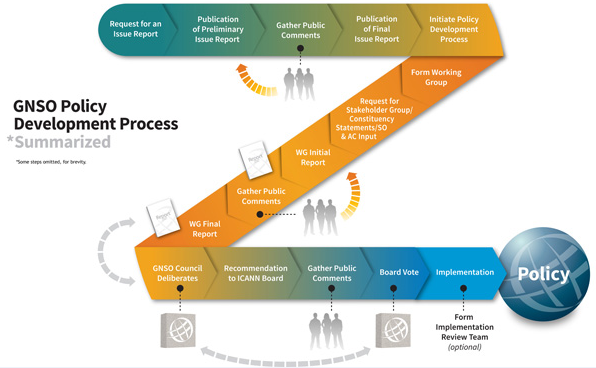 Request for an
Issue Report
Publication
of Preliminary
Issue Report
Gather Public
Comments
Publication
of Final
Issue Report
Initiate Policy
Development
Process
Form Working
Group
Request for
Stakeholder Group/
Constituency
Statements/SO
& AC Input
WG Initial
Report
Gather Public
Comments
WG Final
Report
GNSO Policy
Development Process
*Summarized
*Some steps omitted, for brevity.
GNSO Council
Deliberates
Recommendation
to ICANN Board
Gather Public
Comments
Board Vote
Implementation
Policy
Form
Implementation
Review Team
(optional)